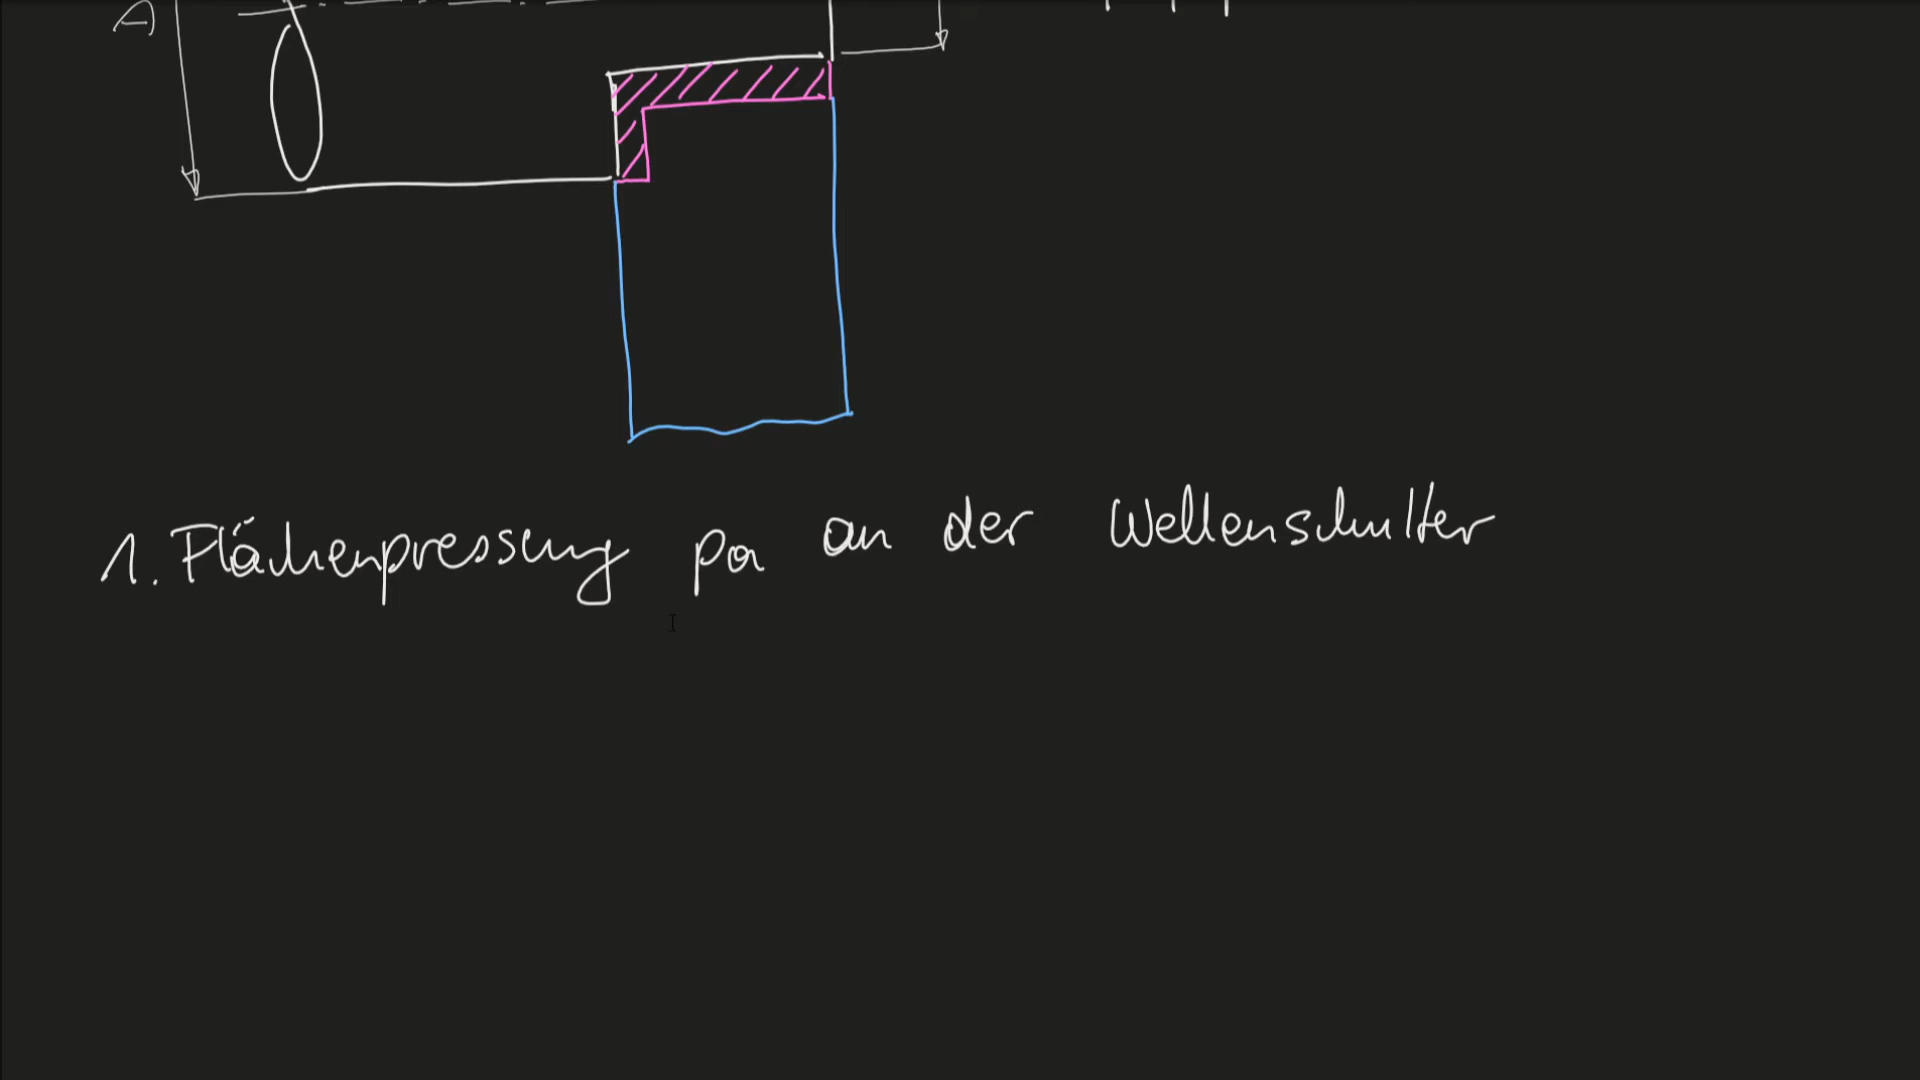 1. Flächenpressung pa an der Wellenschulter